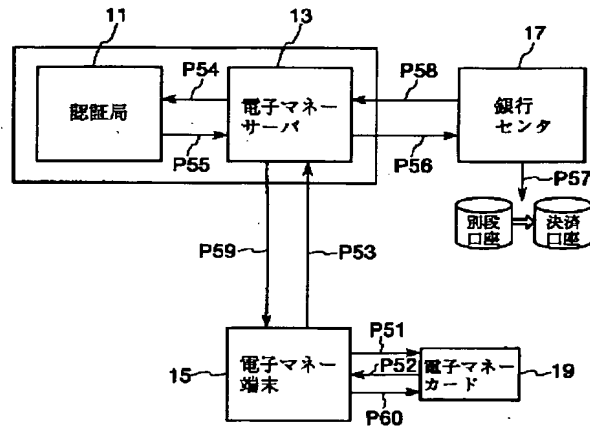 11
13
17
P54
P58
認証局
電子マネー
サーバ
銀行
センタ
P55
P56
P57
別段
口座
決済
口座
P59
P53
15
電子マネー
端末
P51
P52
P60
電子マネー
カード
19